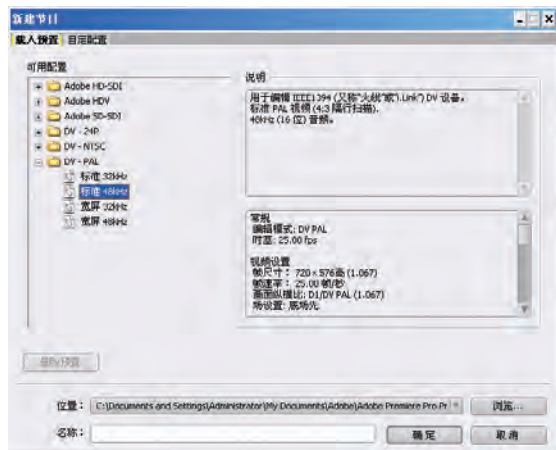 新建节目
载入预置 自定配置
可用配置
Adobe HD-SDI
Adobe HDV
Adobe SD-SDI
DV - 24P
DV - NTSC
DV - PAL
标准 32kHz
标准 48kHz
宽屏 32kHz
宽屏 48kHz
说明
用于编辑 IEEE1394 (又称"火线"或"i.Link") DV 设备。
标准 PAL 视频 (4:3 隔行扫描)。
48kHz (16 位) 音频。
常规
编辑模式: DV PAL
时基: 25.00 fps
视频设置
帧尺寸: 720 × 576 (1.067)
帧速率: 25.00 帧/秒
画面纵横比: D1/DV PAL (1.067)
场设置: 底场先
位置: C:\Documents and Settings\Administrator\My Documents\Adobe\Adobe Premiere Pro\Pr
浏览...
名称:
确定
取消